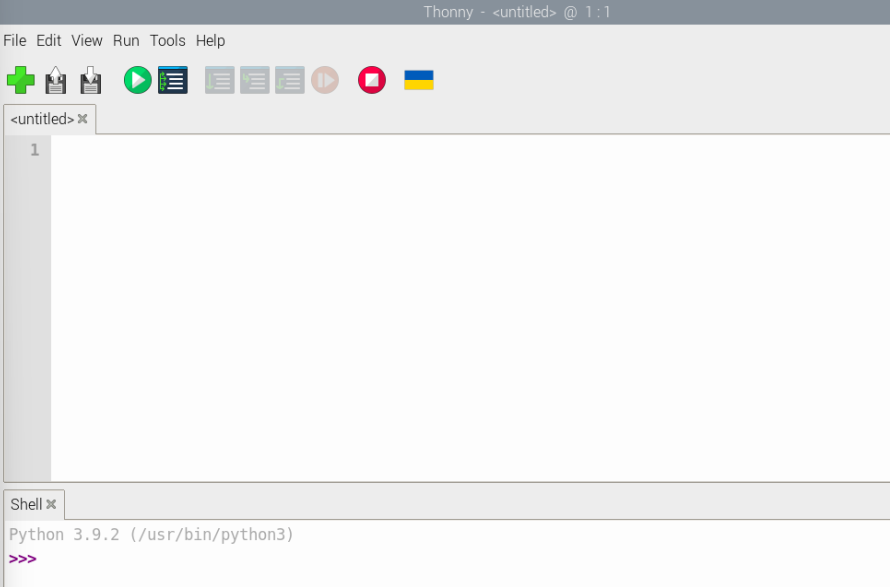 Thonny - <untitled> @ 1 : 1
File Edit View Run Tools Help
<untitled>
1
Shell
Python 3.9.2 (/usr/bin/python3)
>>>